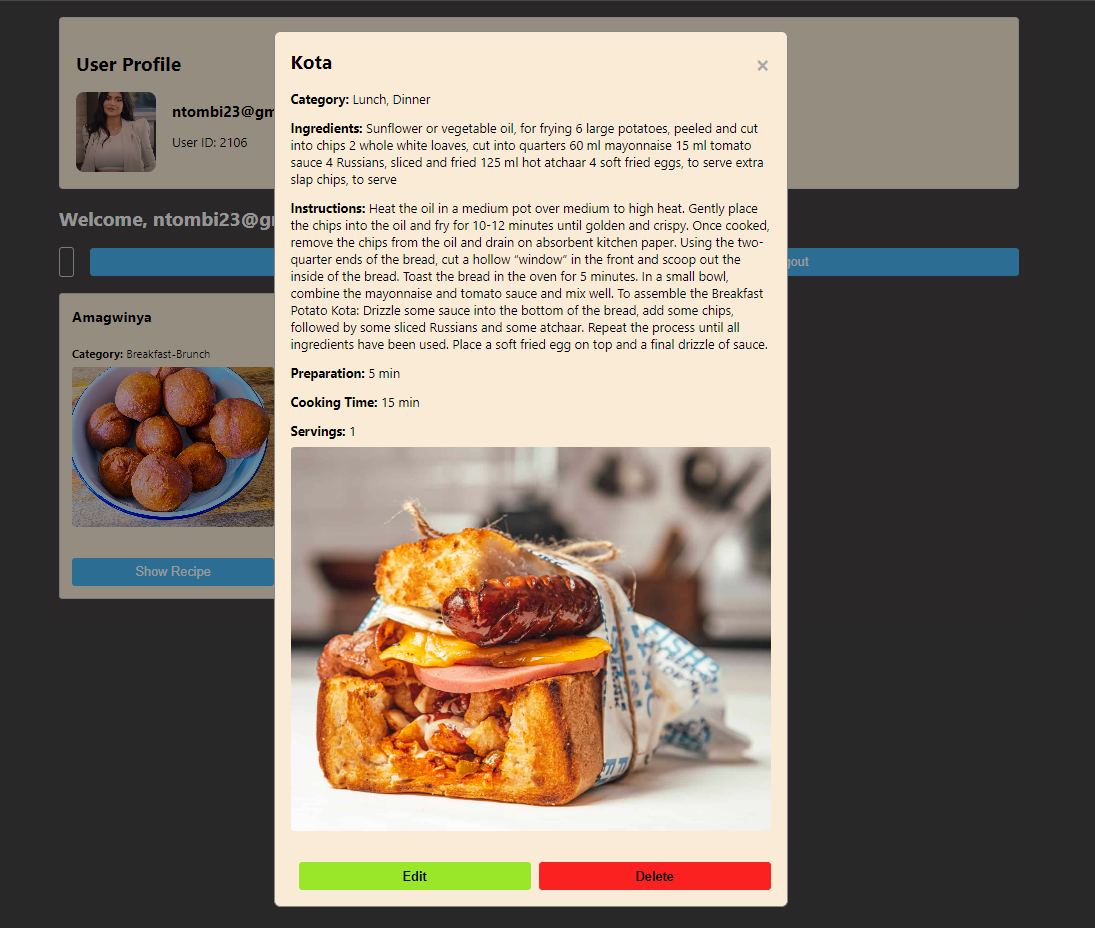 User Profile
ntombi23@gm
User ID: 2106
Welcome, ntombi23@g
gout
Amagwinya
Category: Breakfast-Brunch
Show Recipe
Kota
×
Category: Lunch, Dinner
Ingredients: Sunflower or vegetable oil, for frying 6 large potatoes, peeled and cut
into chips 2 whole white loaves, cut into quarters 60 ml mayonnaise 15 ml tomato
sauce 4 Russians, sliced and fried 125 ml hot atchaar 4 soft fried eggs, to serve extra
slap chips, to serve
Instructions: Heat the oil in a medium pot over medium to high heat. Gently place
the chips into the oil and fry for 10-12 minutes until golden and crispy. Once cooked,
remove the chips from the oil and drain on absorbent kitchen paper. Using the two-
quarter ends of the bread, cut a hollow “window” in the front and scoop out the
inside of the bread. Toast the bread in the oven for 5 minutes. In a small bowl,
combine the mayonnaise and tomato sauce and mix well. To assemble the Breakfast
Potato Kota: Drizzle some sauce into the bottom of the bread, add some chips,
followed by some sliced Russians and some atchaar. Repeat the process until all
ingredients have been used. Place a soft fried egg on top and a final drizzle of sauce.
Preparation: 5 min
Cooking Time: 15 min
Servings: 1
FISH
Edit
Delete